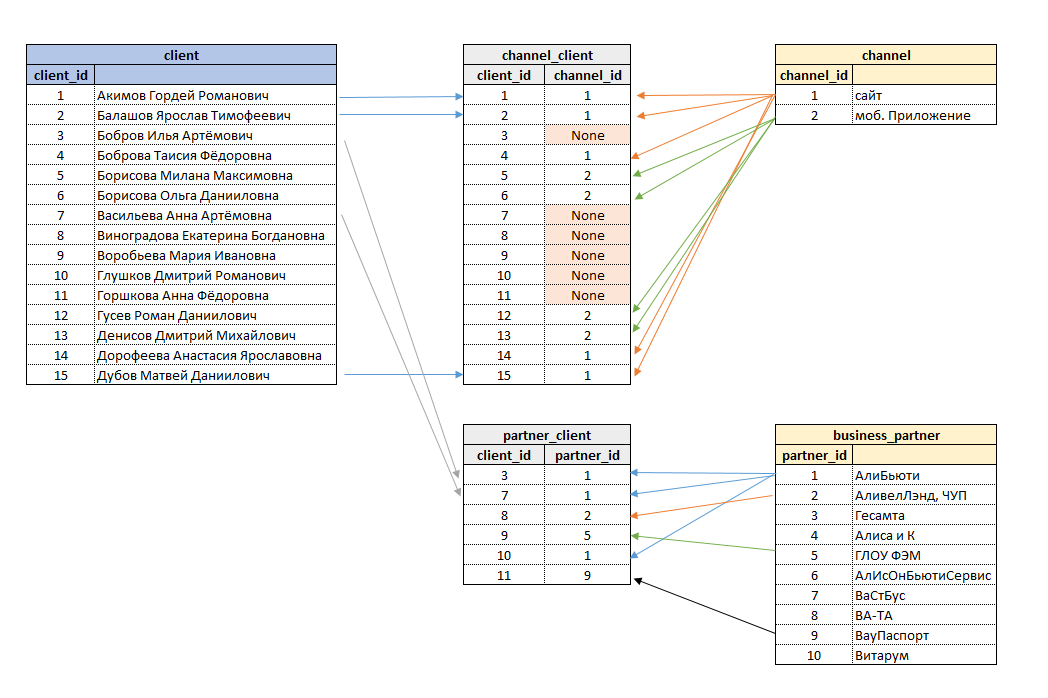 client
client_id
1 Акимов Гордей Романович
2 Балашов Ярослав Тимофеевич
3 Бобров Илья Артёмович
4 Боброва Таисия Фёдоровна
5 Борисова Милана Максимовна
6 Борисова Ольга Данииловна
7 Васильева Анна Артёмовна
8 Виноградова Екатерина Богдановна
9 Воробьева Мария Ивановна
10 Глушков Дмитрий Романович
11 Горшкова Анна Фёдоровна
12 Гусев Роман Даниилович
13 Денисов Дмитрий Михайлович
14 Дорофеева Анастасия Ярославовна
15 Дубов Матвей Даниилович
channel_client
client_id channel_id
1 1
2 1
3 None
4 1
5 2
6 2
7 None
8 None
9 None
10 None
11 None
12 2
13 2
14 1
15 1
channel
channel_id
1 сайт
2 моб. Приложение
partner_client
client_id partner_id
3 1
7 1
8 2
9 5
10 1
11 9
business_partner
partner_id
1 АлиБьюти
2 АливелЛэнд, ЧУП
3 Гесамта
4 Алиса и К
5 ГЛОУ ФЭМ
6 АлИсОнБьютиСервис
7 ВаСтБус
8 ВА-ТА
9 ВауПаспорт
10 Витарум